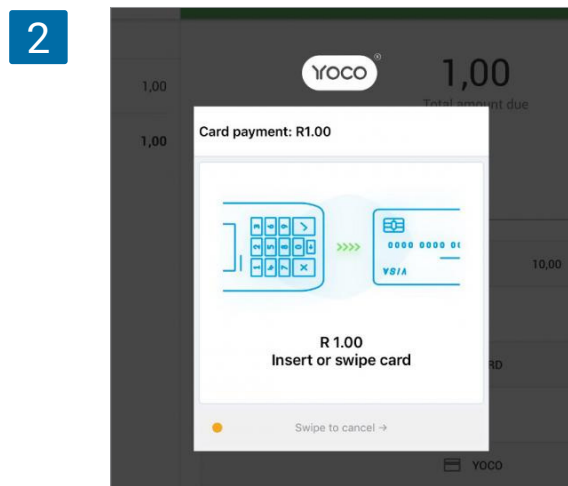 2
YOCO®
1,00
1,00
Total amount due
1,00
Card payment: R1.00
0000 0000 00
VISA
10,00
R 1.00
Insert or swipe card
RD
Swipe to cancel →
YOCO